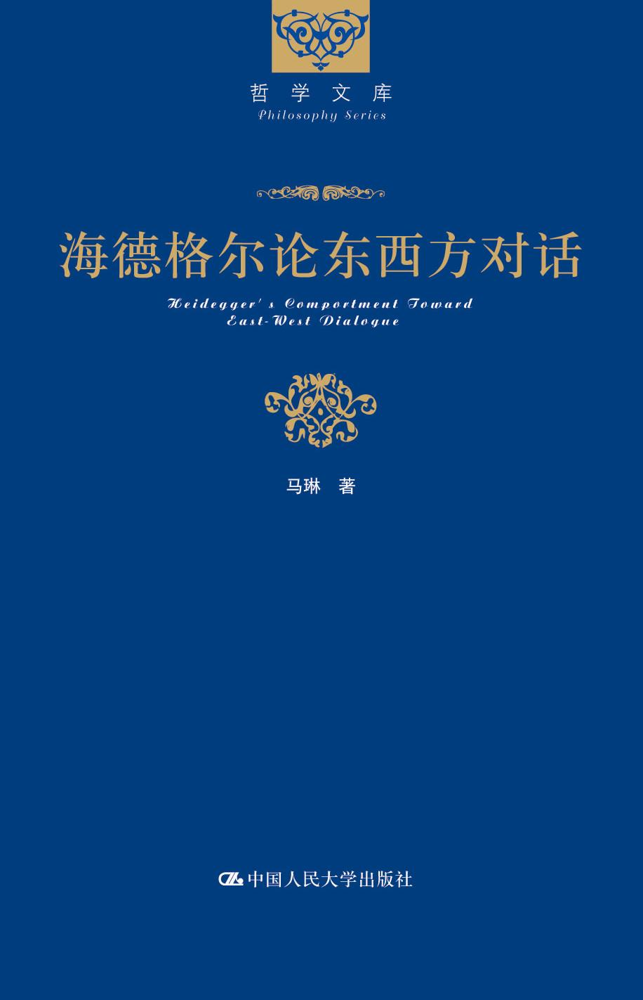 哲学文库
Philosophy Series
海德格尔论东西方对话
Heidegger's Comportment Toward
East-West Dialogue
马琳 著
中国人民大学出版社